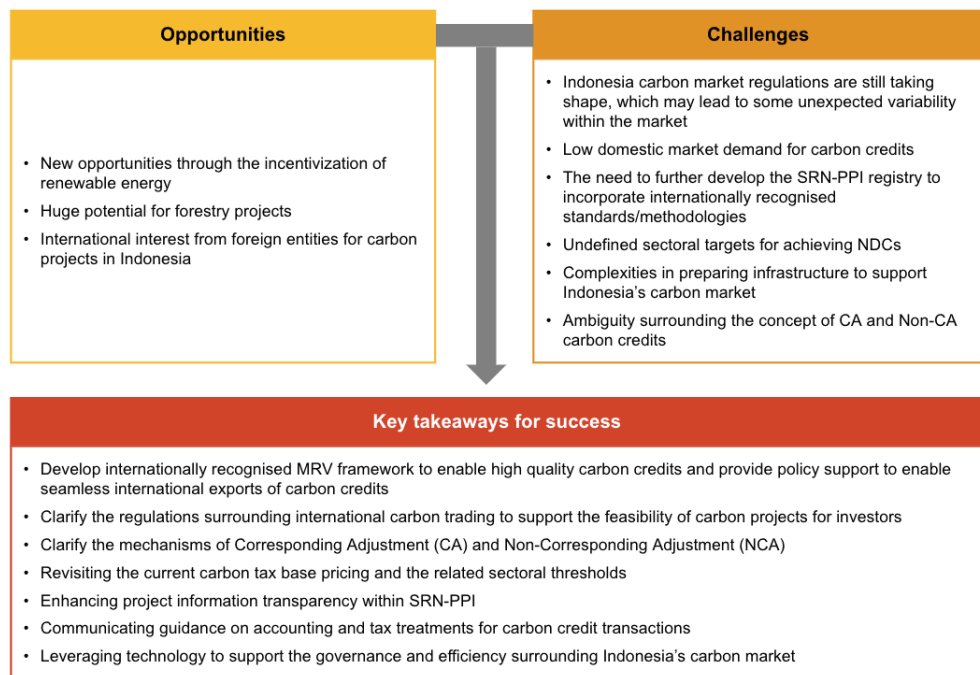 Opportunities
• New opportunities through the incentivization of
renewable energy
• Huge potential for forestry projects
• International interest from foreign entities for carbon
projects in Indonesia
Challenges
• Indonesia carbon market regulations are still taking
shape, which may lead to some unexpected variability
within the market
• Low domestic market demand for carbon credits
• The need to further develop the SRN-PPI registry to
incorporate internationally recognised
standards/methodologies
• Undefined sectoral targets for achieving NDCs
• Complexities in preparing infrastructure to support
Indonesia's carbon market
• Ambiguity surrounding the concept of CA and Non-CA
carbon credits
Key takeaways for success
• Develop internationally recognised MRV framework to enable high quality carbon credits and provide policy support to enable
seamless international exports of carbon credits
• Clarify the regulations surrounding international carbon trading to support the feasibility of carbon projects for investors
• Clarify the mechanisms of Corresponding Adjustment (CA) and Non-Corresponding Adjustment (NCA)
• Revisiting the current carbon tax base pricing and the related sectoral thresholds
• Enhancing project information transparency within SRN-PPI
• Communicating guidance on accounting and tax treatments for carbon credit transactions
• Leveraging technology to support the governance and efficiency surrounding Indonesia's carbon market